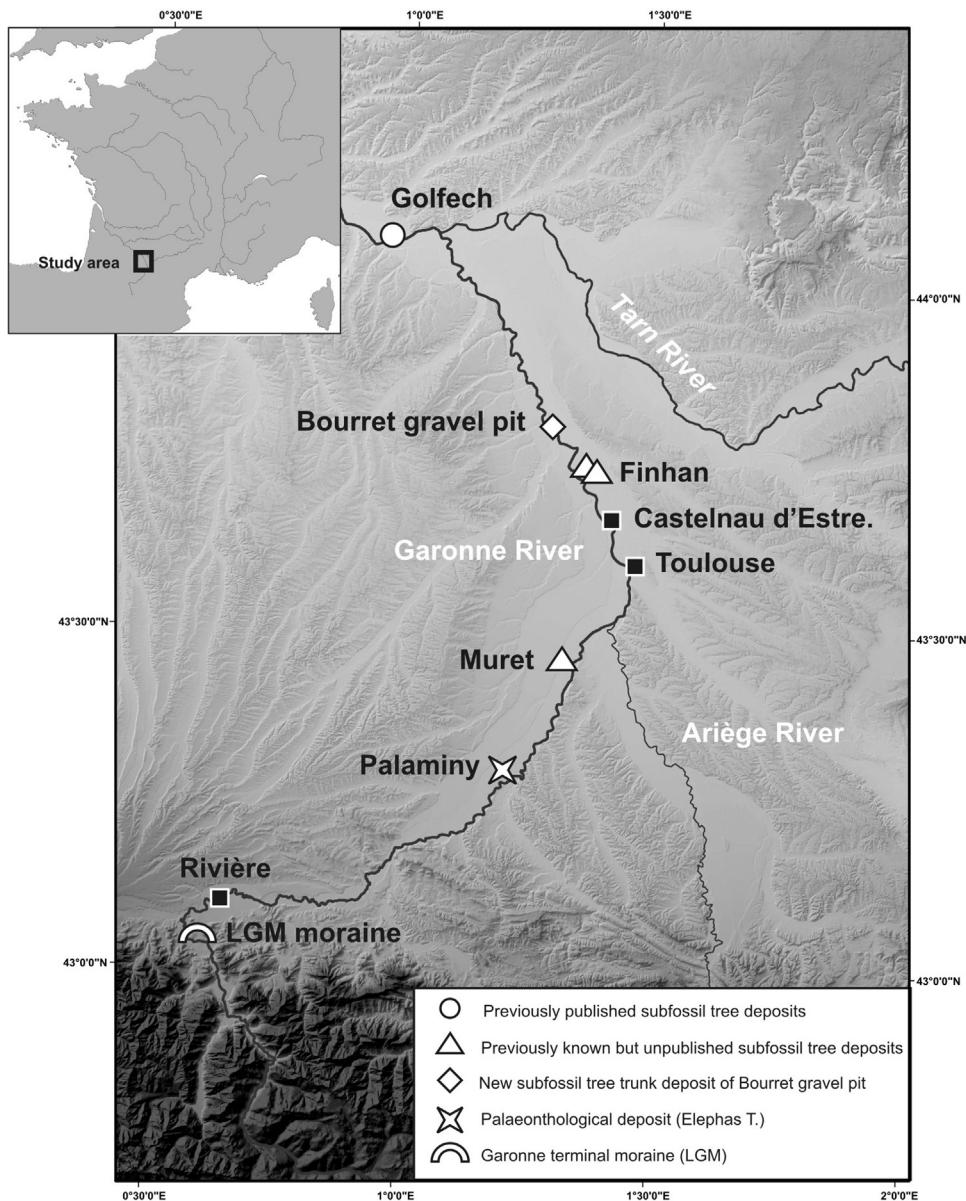 0°30'0"E
1°0'0"E
1°30'0"E
Study area
Golfech
44°0'0"N
Tarn River
Bourret gravel pit
Finhan
Castelnau d'Estre.
Garonne River
Toulouse
43°30'0"N
43°30'0"N
Muret
Ariège River
Palaminy
Rivière
LGM moraine
43°0'0"N
43°0'0"N
Previously published subfossil tree deposits
Previously known but unpublished subfossil tree deposits
New subfossil tree trunk deposit of Bourret gravel pit
Palaeonthological deposit (Elephas T.)
Garonne terminal moraine (LGM)
0°30'0"E
1°0'0"E
1°30'0"E
2°0'0"E